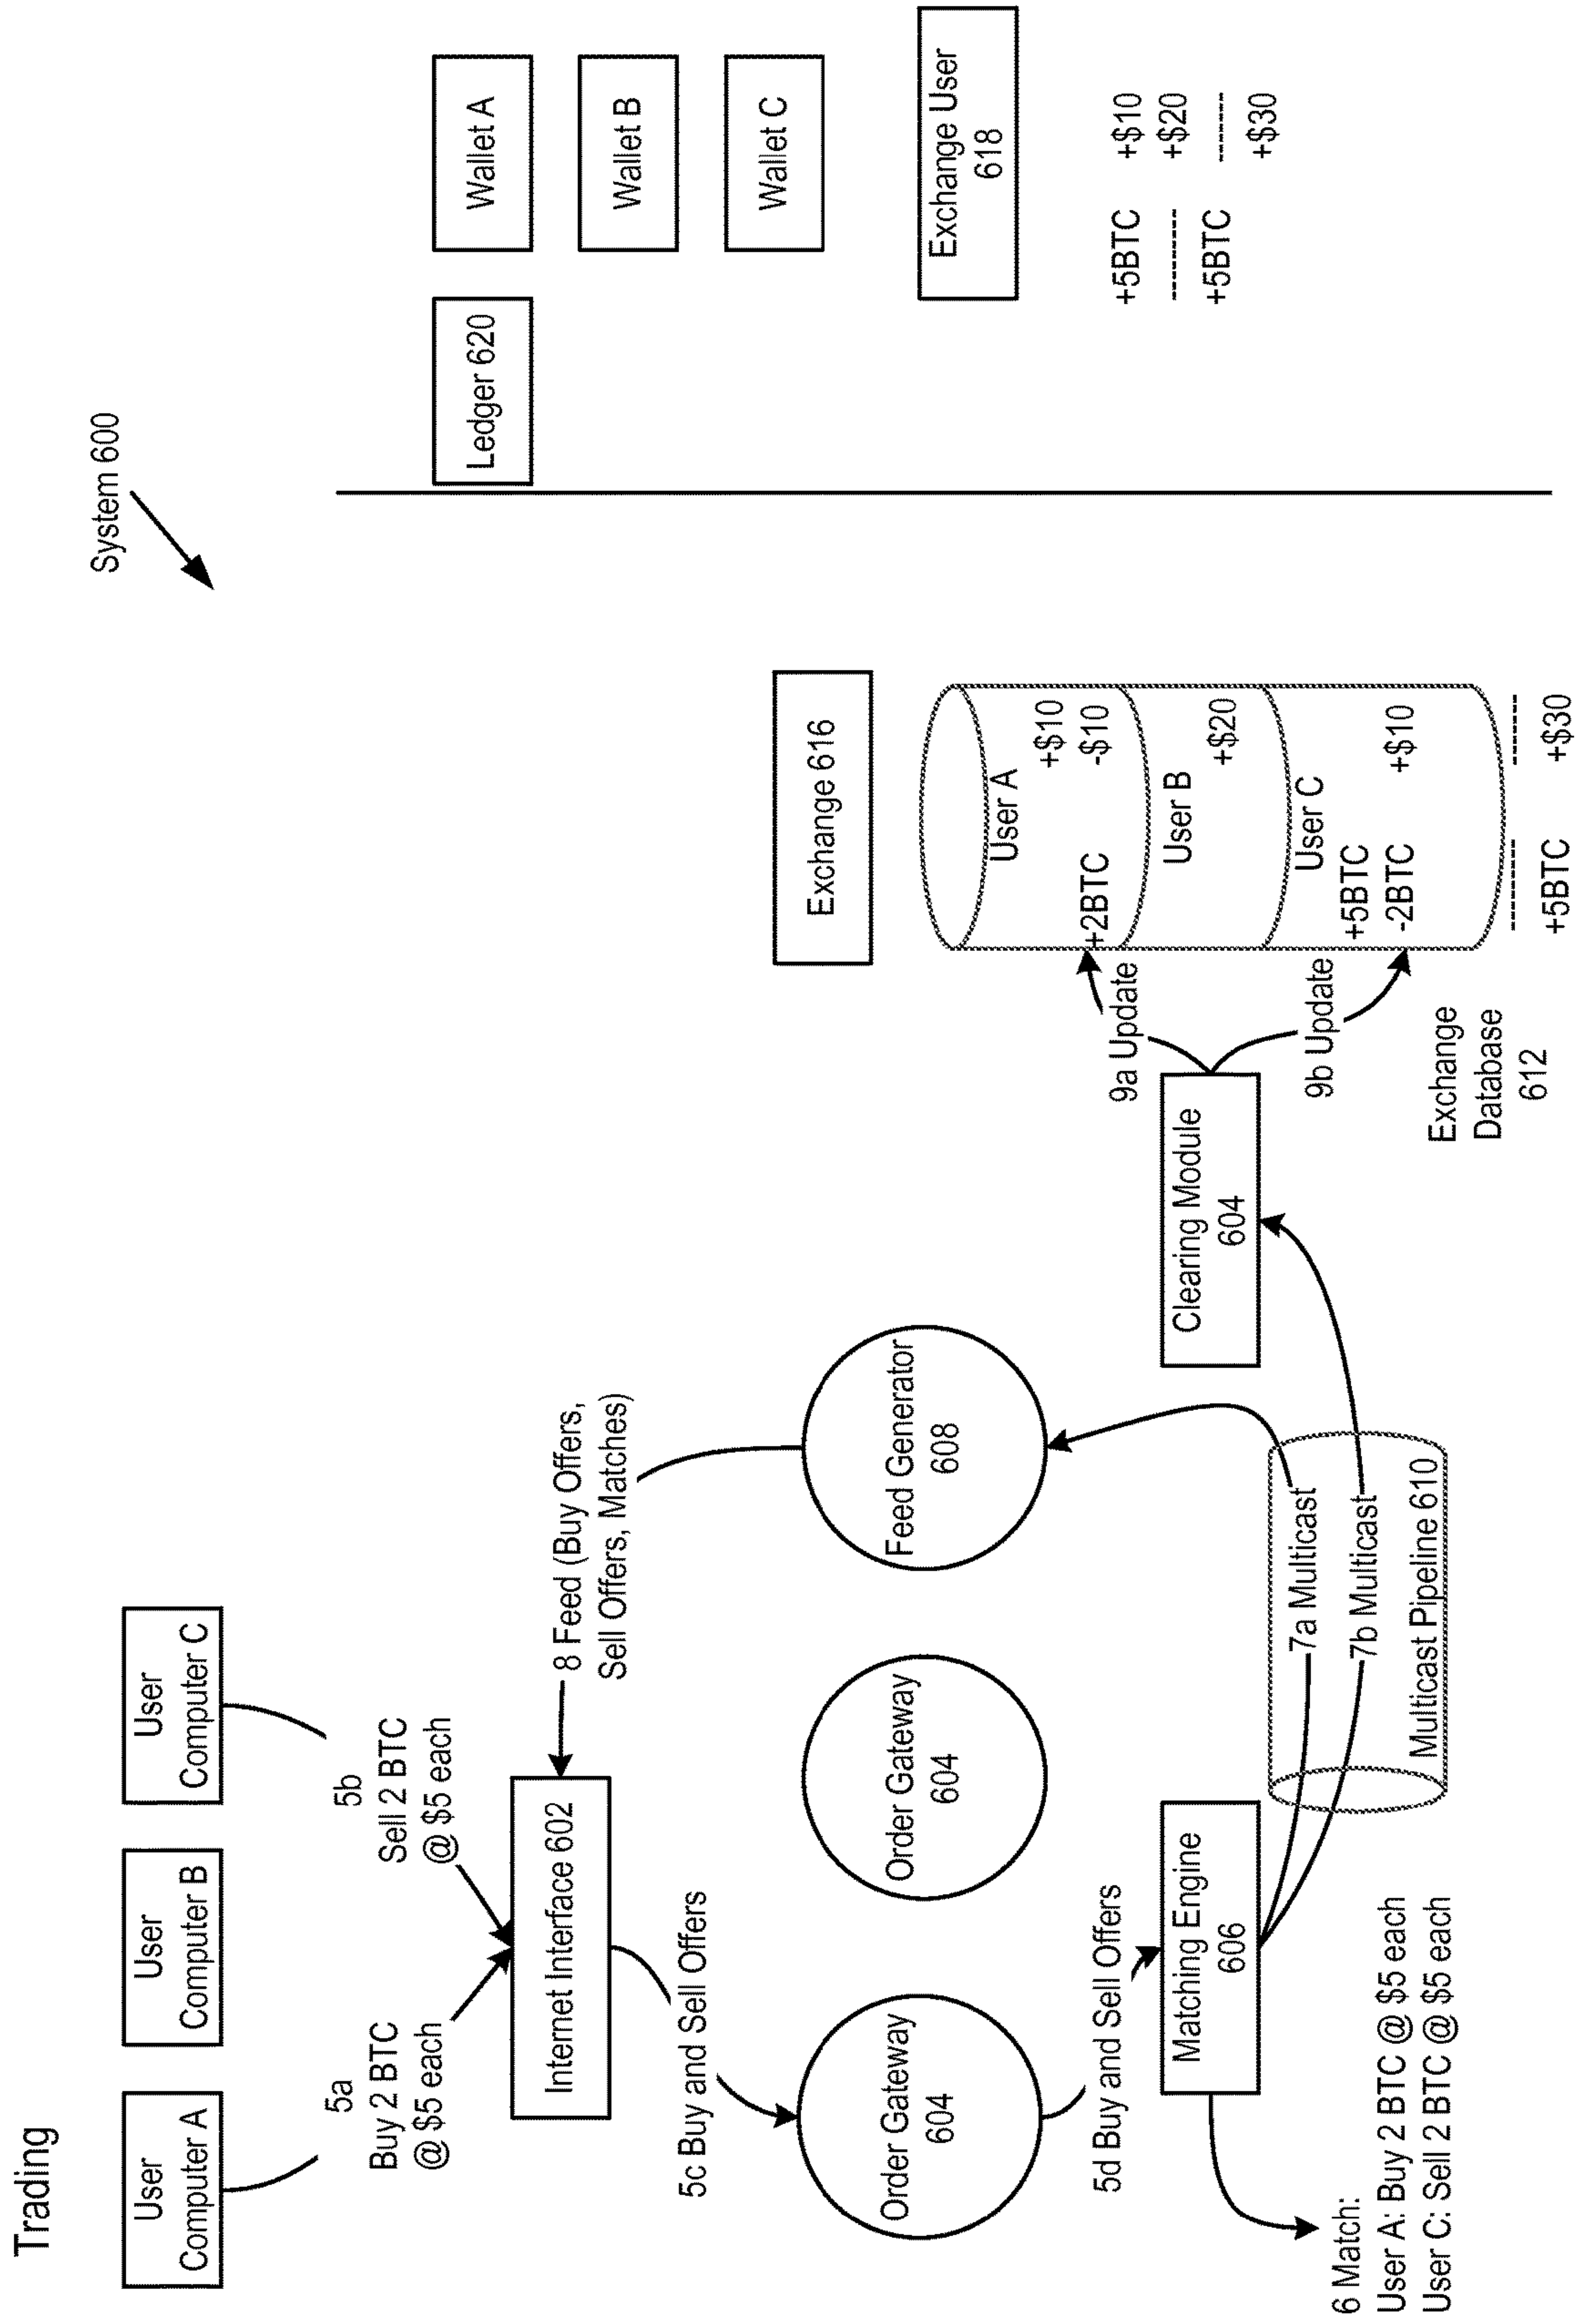 Trading
System 600
User
Computer A
User
Computer B
User
Computer C
5a
Buy 2 BTC
@ $5 each
5b
Sell 2 BTC
@ $5 each
Internet Interface 602
8 Feed (Buy Offers,
Sell Offers, Matches)
5c Buy and Sell Offers
Order Gateway
604
Order Gateway
604
Feed Generator
608
5d Buy and Sell Offers
Matching Engine
606
6 Match:
User A: Buy 2 BTC @ $5 each
User C: Sell 2 BTC @ $5 each
7a Multicast
7b Multicast
Multicast Pipeline 610
Clearing Module
604
9a Update
9b Update
Exchange
Database
612
Exchange 616
User A
+$10
+2BTC -$10
User B
+$20
User C
+5BTC
-2BTC +$10
-------- -------
+5BTC +$30
Ledger 620
Wallet A
Wallet B
Wallet C
Exchange User
618
+5BTC +$10
-------- +$20
+5BTC -------
+$30